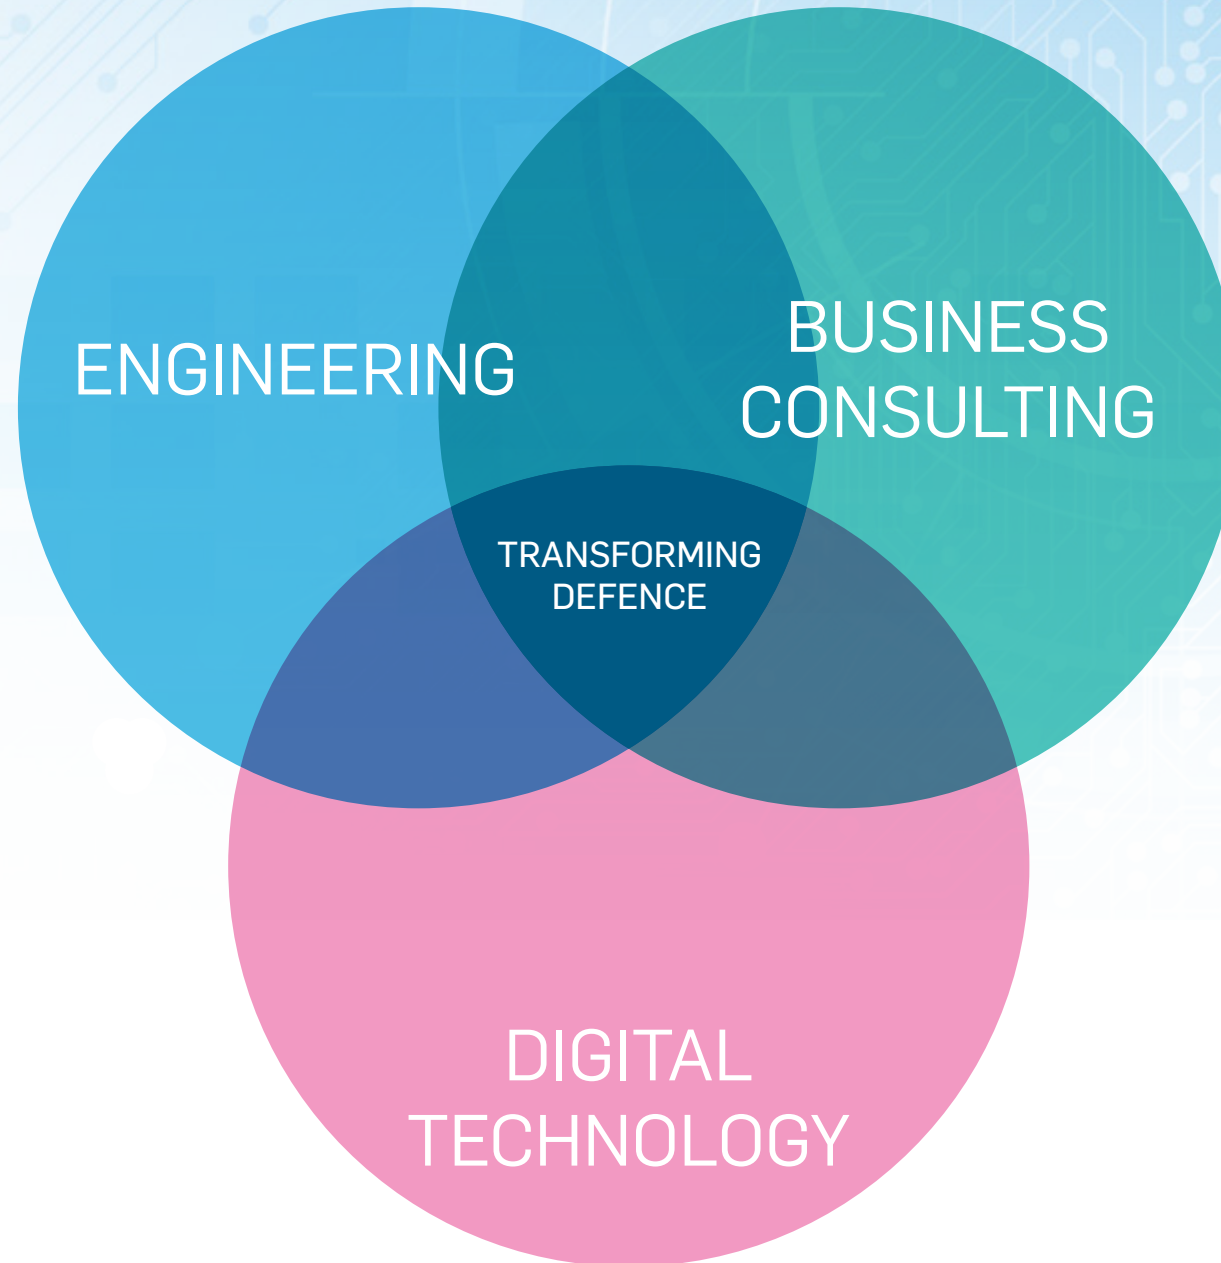 ENGINEERING
BUSINESS
CONSULTING
TRANSFORMING
DEFENCE
DIGITAL
TECHNOLOGY